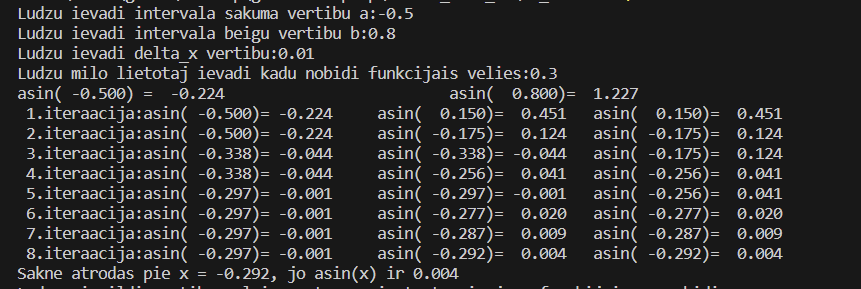 Ludzu ievadi intervala sakuma vertibu a:-0.5
Ludzu ievadi intervala beigu vertibu b:0.8
Ludzu ievadi delta_x vertibu:0.01
Ludzu milo lietotaj ievadi kadu nobidi funkcijais velies:0.3
asin( -0.500) =  -0.224                    asin(  0.800)=  1.227
 1.iteraacija:asin( -0.500)= -0.224    asin(  0.150)=  0.451   asin(  0.150)=  0.451
 2.iteraacija:asin( -0.500)= -0.224    asin( -0.175)=  0.124   asin( -0.175)=  0.124
 3.iteraacija:asin( -0.338)= -0.044    asin( -0.338)= -0.044   asin( -0.175)=  0.124
 4.iteraacija:asin( -0.338)= -0.044    asin( -0.256)=  0.041   asin( -0.256)=  0.041
 5.iteraacija:asin( -0.297)= -0.001    asin( -0.297)= -0.001   asin( -0.256)=  0.041
 6.iteraacija:asin( -0.297)= -0.001    asin( -0.277)=  0.020   asin( -0.277)=  0.020
 7.iteraacija:asin( -0.297)= -0.001    asin( -0.287)=  0.009   asin( -0.287)=  0.009
 8.iteraacija:asin( -0.297)= -0.001    asin( -0.292)=  0.004   asin( -0.292)=  0.004
Sakne atrodas pie x = -0.292, jo asin(x) ir 0.004